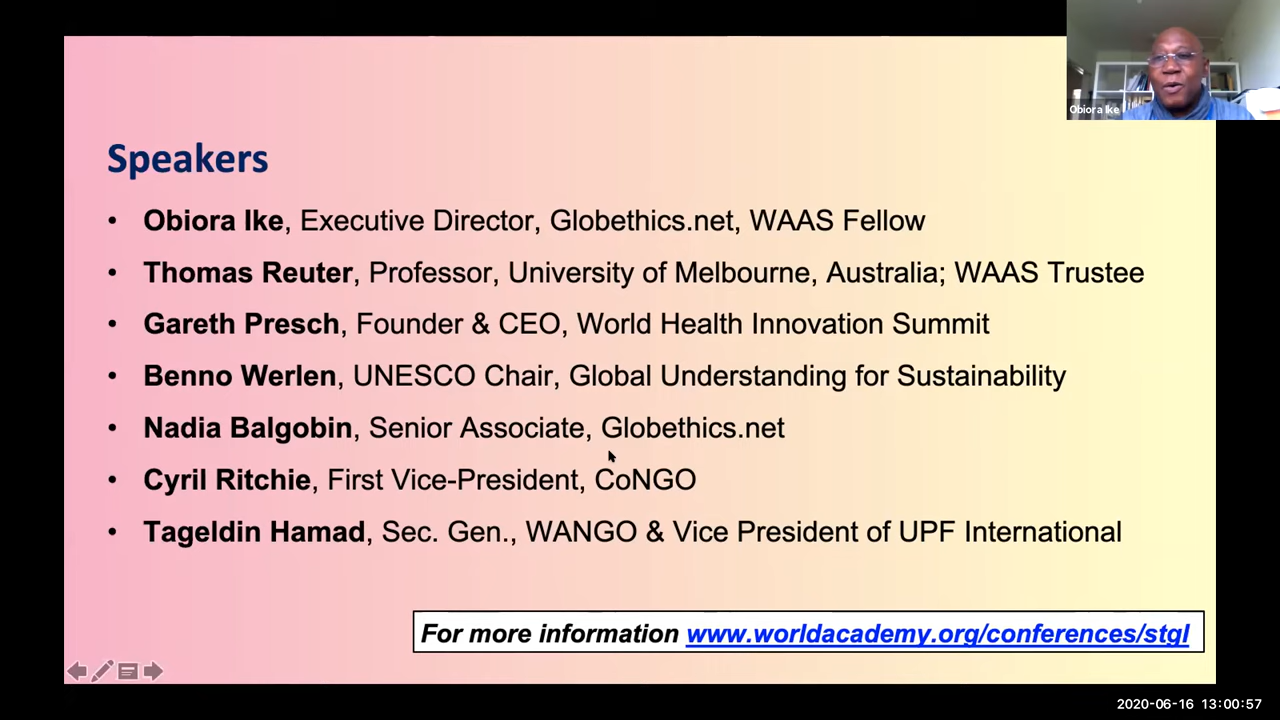 Obiora Ike
Speakers
• Obiora Ike, Executive Director, Globethics.net, WAAS Fellow
• Thomas Reuter, Professor, University of Melbourne, Australia; WAAS Trustee
• Gareth Presch, Founder & CEO, World Health Innovation Summit
• Benno Werlen, UNESCO Chair, Global Understanding for Sustainability
• Nadia Balgobin, Senior Associate, Globethics.net
• Cyril Ritchie, First Vice-President, CoNGO
• Tageldin Hamad, Sec. Gen., WANGO & Vice President of UPF International
For more information www.worldacademy.org/conferences/stgl
2020-06-16 13:00:57